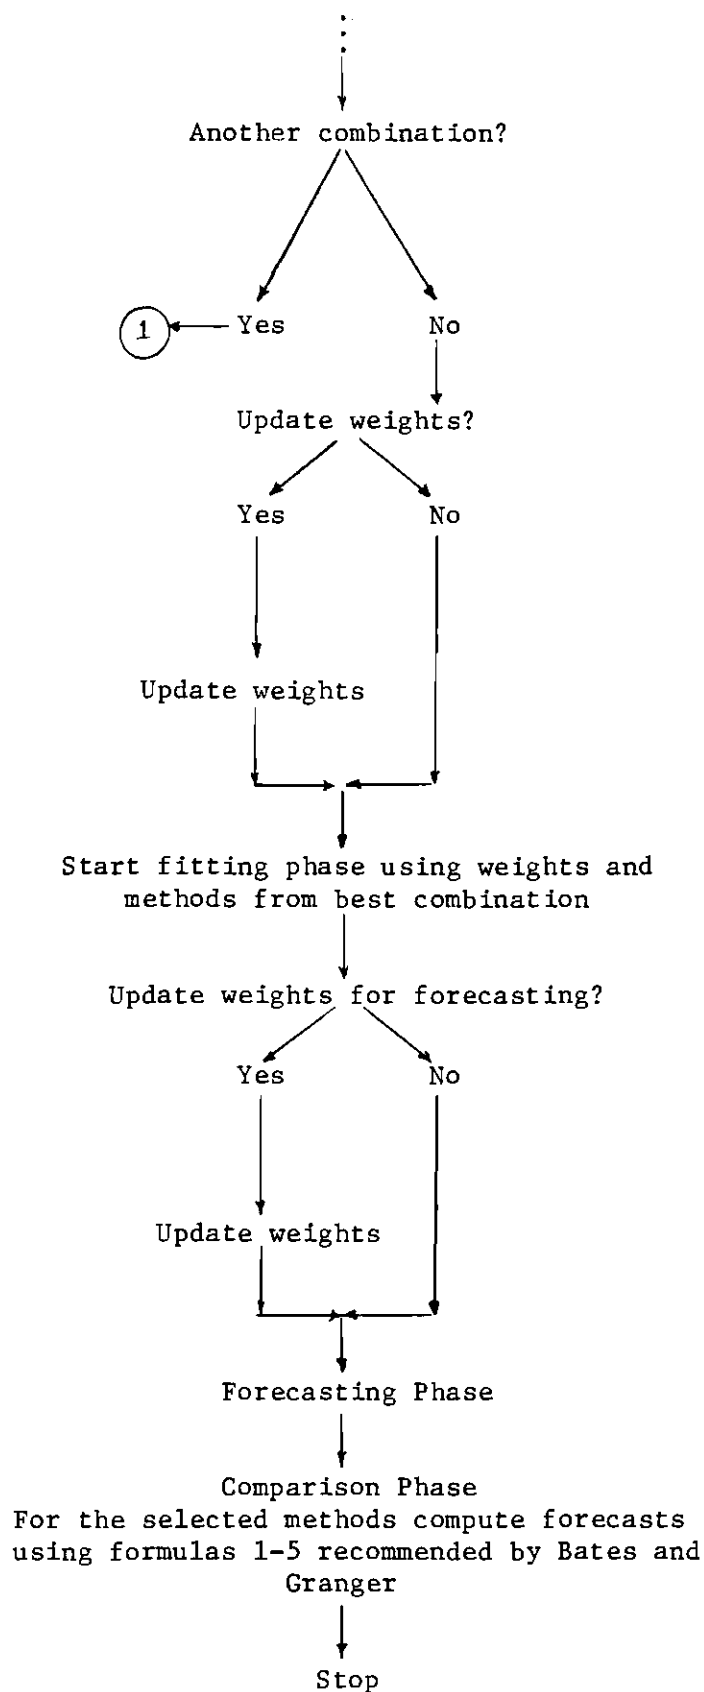 Another combination?
1
Yes
No
Update weights?
Yes
No
Update weights
Start fitting phase using weights and
methods from best combination
Update weights for forecasting?
Yes
No
Update weights
Forecasting Phase
Comparison Phase
For the selected methods compute forecasts
using formulas 1-5 recommended by Bates and
Granger
Stop